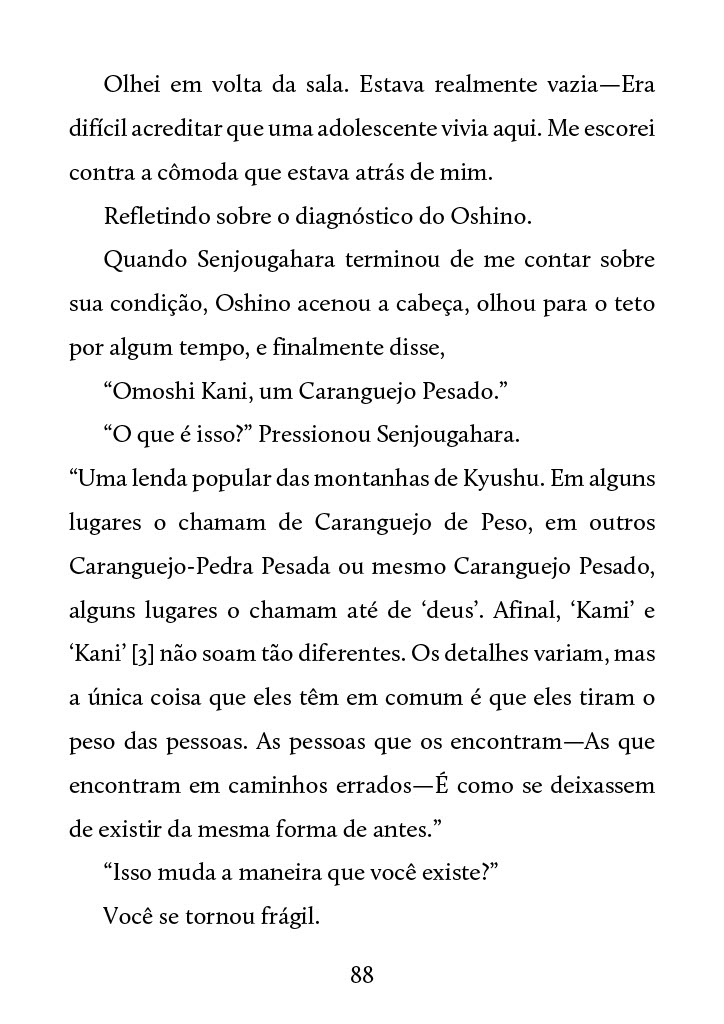 Olhei em volta da sala. Estava realmente vazia—Era
difícil acreditar que uma adolescente vivia aqui. Me escorei
contra a cômoda que estava atrás de mim.
Refletindo sobre o diagnóstico do Oshino.
Quando Senjougahara terminou de me contar sobre
sua condição, Oshino acenou a cabeça, olhou para o teto
por algum tempo, e finalmente disse,
“Omoshi Kani, um Caranguejo Pesado.”
“O que é isso?” Pressionou Senjougahara.
“Uma lenda popular das montanhas de Kyushu. Em alguns
lugares o chamam de Caranguejo de Peso, em outros
Caranguejo-Pedra Pesada ou mesmo Caranguejo Pesado,
alguns lugares o chamam até de ‘deus’. Afinal, ‘Kami’ e
‘Kani’ [3] não soam tão diferentes. Os detalhes variam, mas
a única coisa que eles têm em comum é que eles tiram o
peso das pessoas. As pessoas que os encontram—As que
encontram em caminhos errados—É como se deixassem
de existir da mesma forma de antes.”
“Isso muda a maneira que você existe?”
Você se tornou frágil.
88